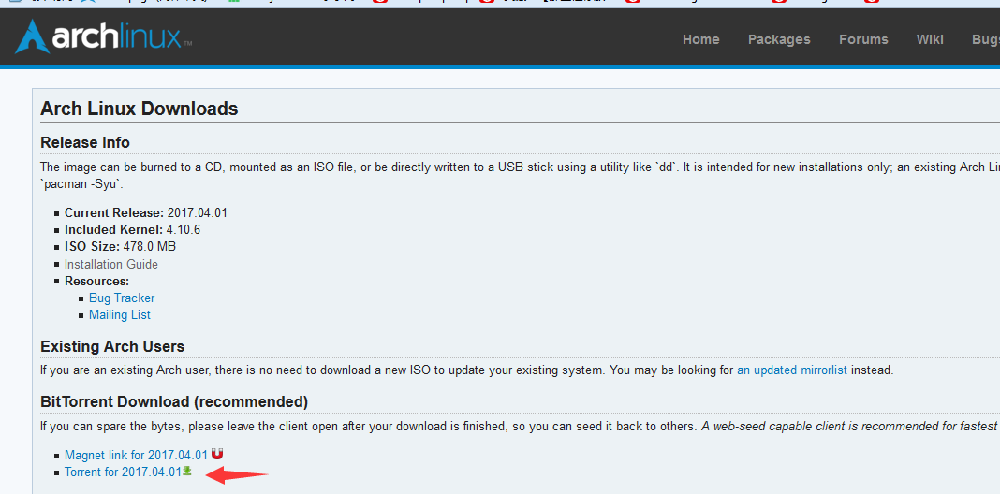 archlinux™
Home Packages Forums Wiki
Arch Linux Downloads
Release Info
The image can be burned to a CD, mounted as an ISO file, or be directly written to a USB stick using a utility like `dd`. It is intended for new installations only; an existing Arch
`pacman -Syu`.
Current Release: 2017.04.01
Included Kernel: 4.10.6
ISO Size: 478.0 MB
Installation Guide
Resources:
Bug Tracker
Mailing List
Existing Arch Users
If you are an existing Arch user, there is no need to download a new ISO to update your existing system. You may be looking for an updated mirrorlist instead.
BitTorrent Download (recommended)
If you can spare the bytes, please leave the client open after your download is finished, so you can seed it back to others. A web-seed capable client is recommended for fastest
Magnet link for 2017.04.01
Torrent for 2017.04.01